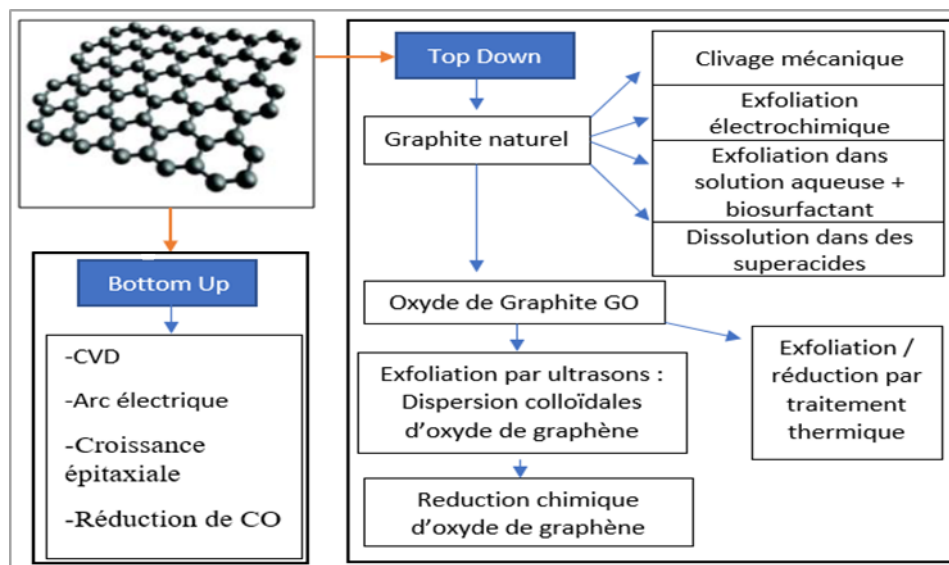 Top Down
Graphite naturel
Clivage mécanique
Exfoliation
électrochimique
Exfoliation dans
solution aqueuse +
biosurfactant
Dissolution dans des
superacides
Oxyde de Graphite GO
Exfoliation par ultrasons :
Dispersion colloïdales
d'oxyde de graphène
Reduction chimique
d'oxyde de graphène
Exfoliation /
réduction par
traitement
thermique
Bottom Up
-CVD
-Arc électrique
-Croissance
épitaxiale
-Réduction de CO